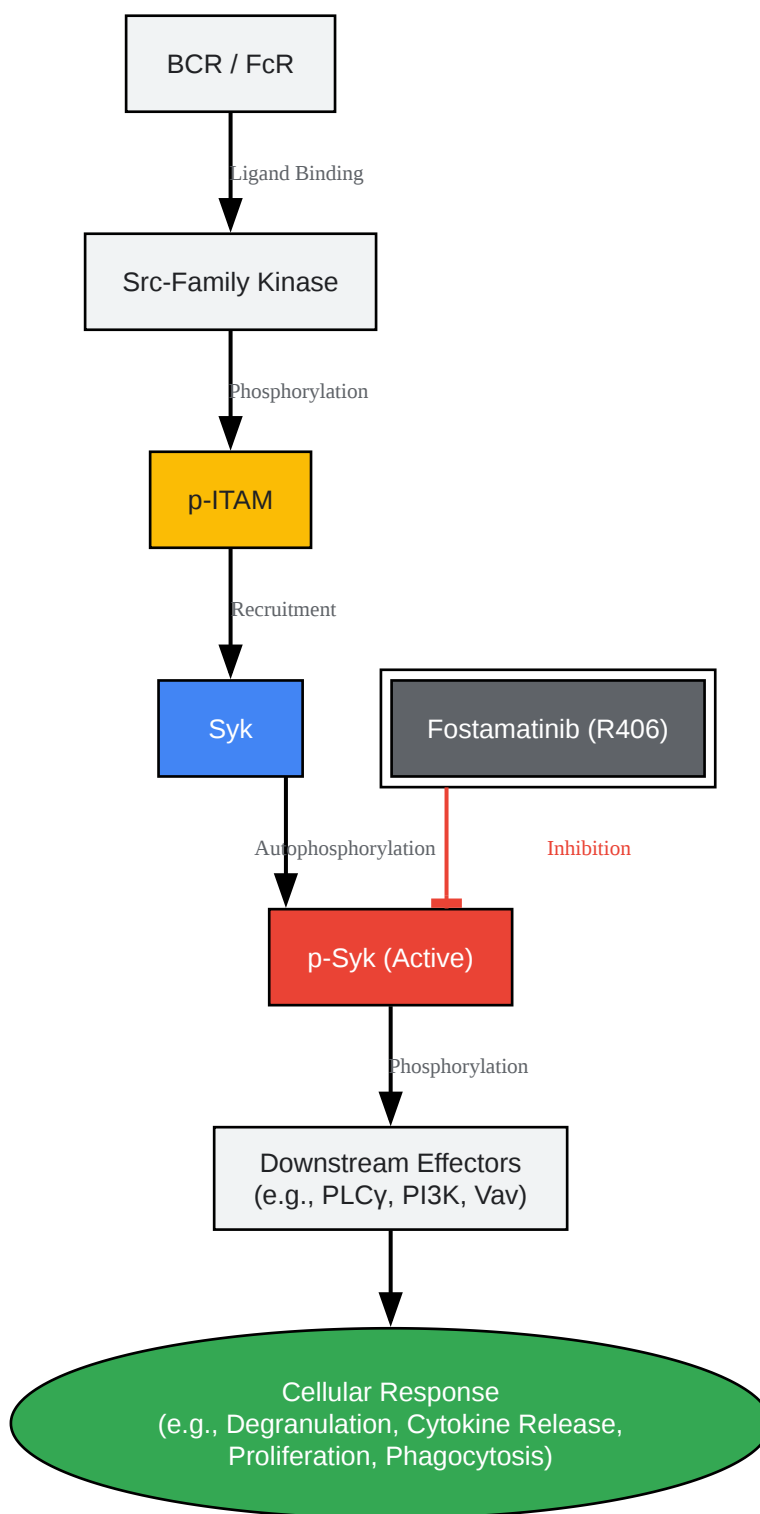 BCR / FcR
Ligand Binding
Src-Family Kinase
Phosphorylation
p-ITAM
Recruitment
Syk
Fostamatinib (R406)
Autophosphorylation
Inhibition
p-Syk (Active)
Phosphorylation
Downstream Effectors
(e.g., PLCγ, PI3K, Vav)
Cellular Response
(e.g., Degranulation, Cytokine Release,
Proliferation, Phagocytosis)